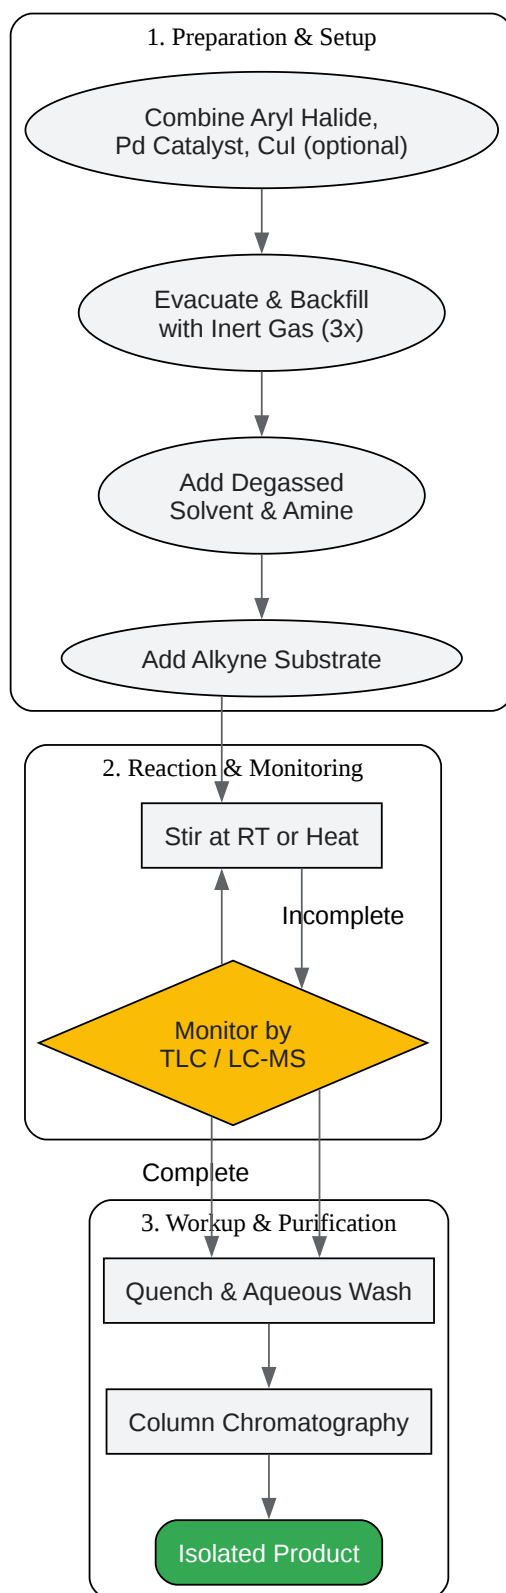 1. Preparation & Setup
Combine Aryl Halide,
Pd Catalyst, CuI (optional)
Evacuate & Backfill
with Inert Gas (3x)
Add Degassed
Solvent & Amine
Add Alkyne Substrate
2. Reaction & Monitoring
Stir at RT or Heat
Incomplete
Monitor by
TLC / LC-MS
Complete
3. Workup & Purification
Quench & Aqueous Wash
Column Chromatography
Isolated Product